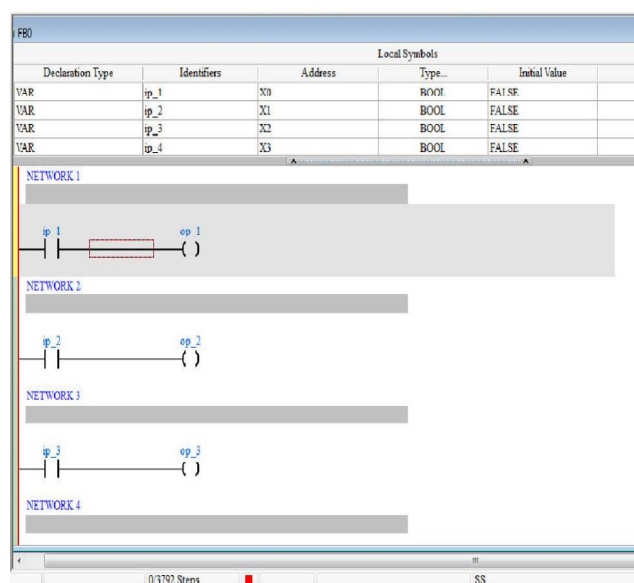 FB0
Local Symbols
Declaration Type Identifiers Address Type... Initial Value
VAR ip_1 X0 BOOL FALSE
VAR ip_2 X1 BOOL FALSE
VAR ip_3 X2 BOOL FALSE
VAR ip_4 X3 BOOL FALSE
NETWORK 1
ip_1 op_1
NETWORK 2
ip_2 op_2
NETWORK 3
ip_3 op_3
NETWORK 4
0/3792 Steps SS